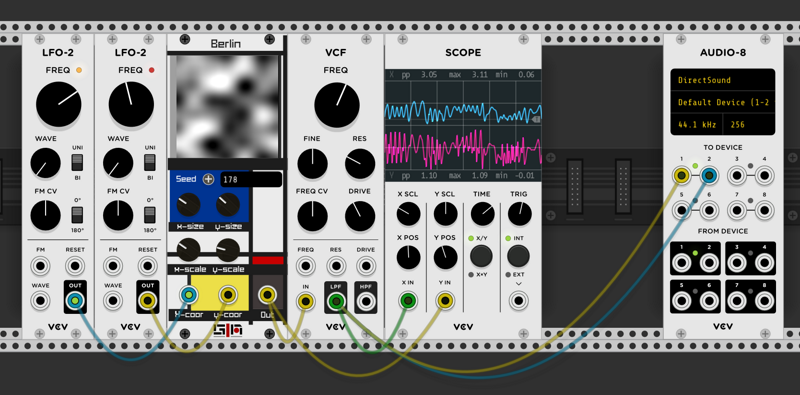 LFO-2
FREQ
WAVE
UNI
BI
FM CV
0°
180°
FM
RESET
WAVE
OUT
VCV
LFO-2
FREQ
WAVE
UNI
BI
FM CV
0°
180°
FM
RESET
WAVE
OUT
VCV
Berlin
Seed
178
X-size
Y-size
X-scale
Y-scale
X-coor
Y-coor
Out
VCF
FREQ
FINE
RES
FREQ CV
DRIVE
FREQ
RES
DRIVE
IN
LPF
HPF
VCV
SCOPE
X pp 3.05 max 3.11 min 0.06
Y pp 1.10 max 1.09 min -0.01
X SCL
Y SCL
TIME
TRIG
X POS
Y POS
X/Y
X×Y
INT
EXT
X IN
Y IN
VCV
AUDIO-8
DirectSound
Default Device (1-2
44.1 kHz
256
TO DEVICE
1 2 3 4
5 6 7 8
FROM DEVICE
1 2 3 4
5 6 7 8
VCV